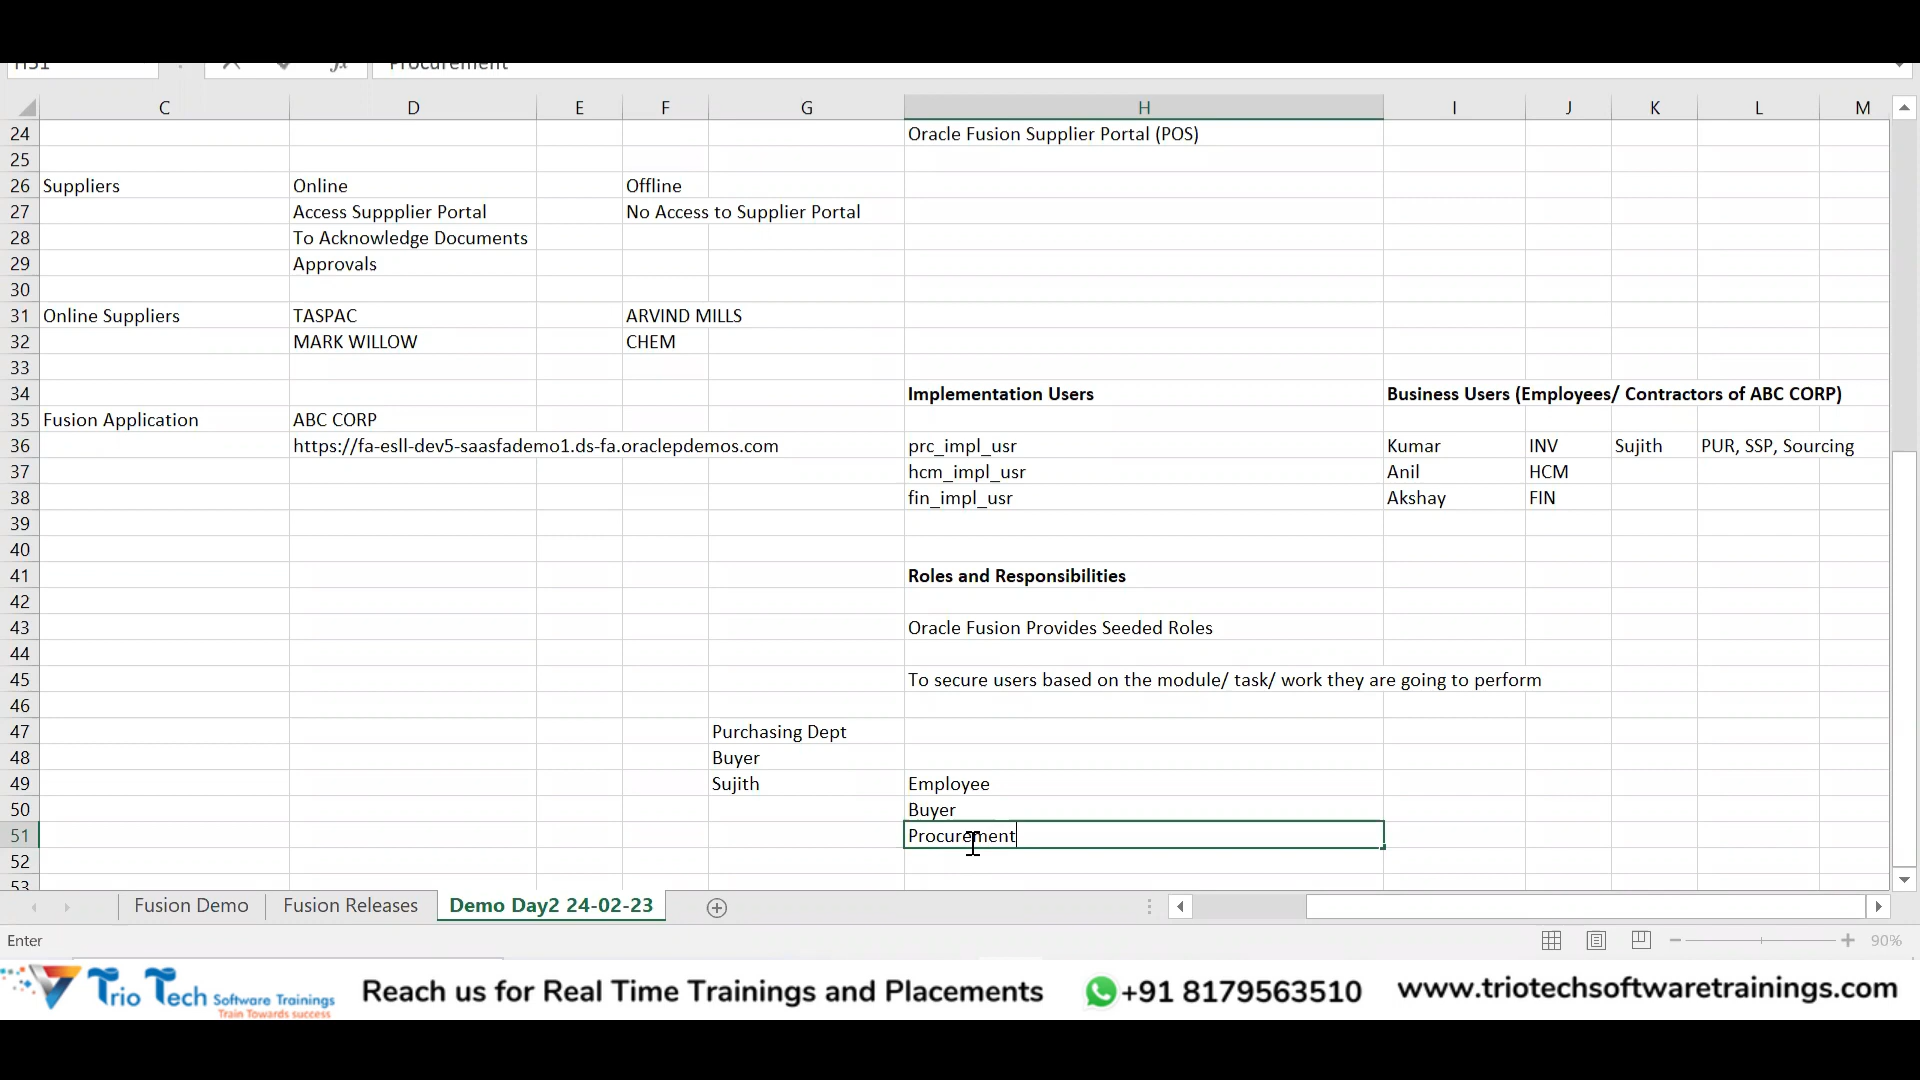 H51 fx Procurement
C D E F G H I J K L M
24 Oracle Fusion Supplier Portal (POS)
25
26 Suppliers Online Offline
27 Access Suppplier Portal No Access to Supplier Portal
28 To Acknowledge Documents
29 Approvals
30
31 Online Suppliers TASPAC ARVIND MILLS
32 MARK WILLOW CHEM
33
34 Implementation Users Business Users (Employees/ Contractors of ABC CORP)
35 Fusion Application ABC CORP
36 https://fa-esll-dev5-saasfademo1.ds-fa.oraclepdemos.com prc_impl_usr Kumar INV Sujith PUR, SSP, Sourcing
37 hcm_impl_usr Anil HCM
38 fin_impl_usr Akshay FIN
39
40
41 Roles and Responsibilities
42
43 Oracle Fusion Provides Seeded Roles
44
45 To secure users based on the module/ task/ work they are going to perform
46
47 Purchasing Dept
48 Buyer
49 Sujith Employee
50 Buyer
51 Procurement
52
53
Fusion Demo Fusion Releases Demo Day2 24-02-23
Enter 90%
Trio Tech Software Trainings Reach us for Real Time Trainings and Placements +91 8179563510 www.triotechsoftwaretrainings.com
Train Towards success